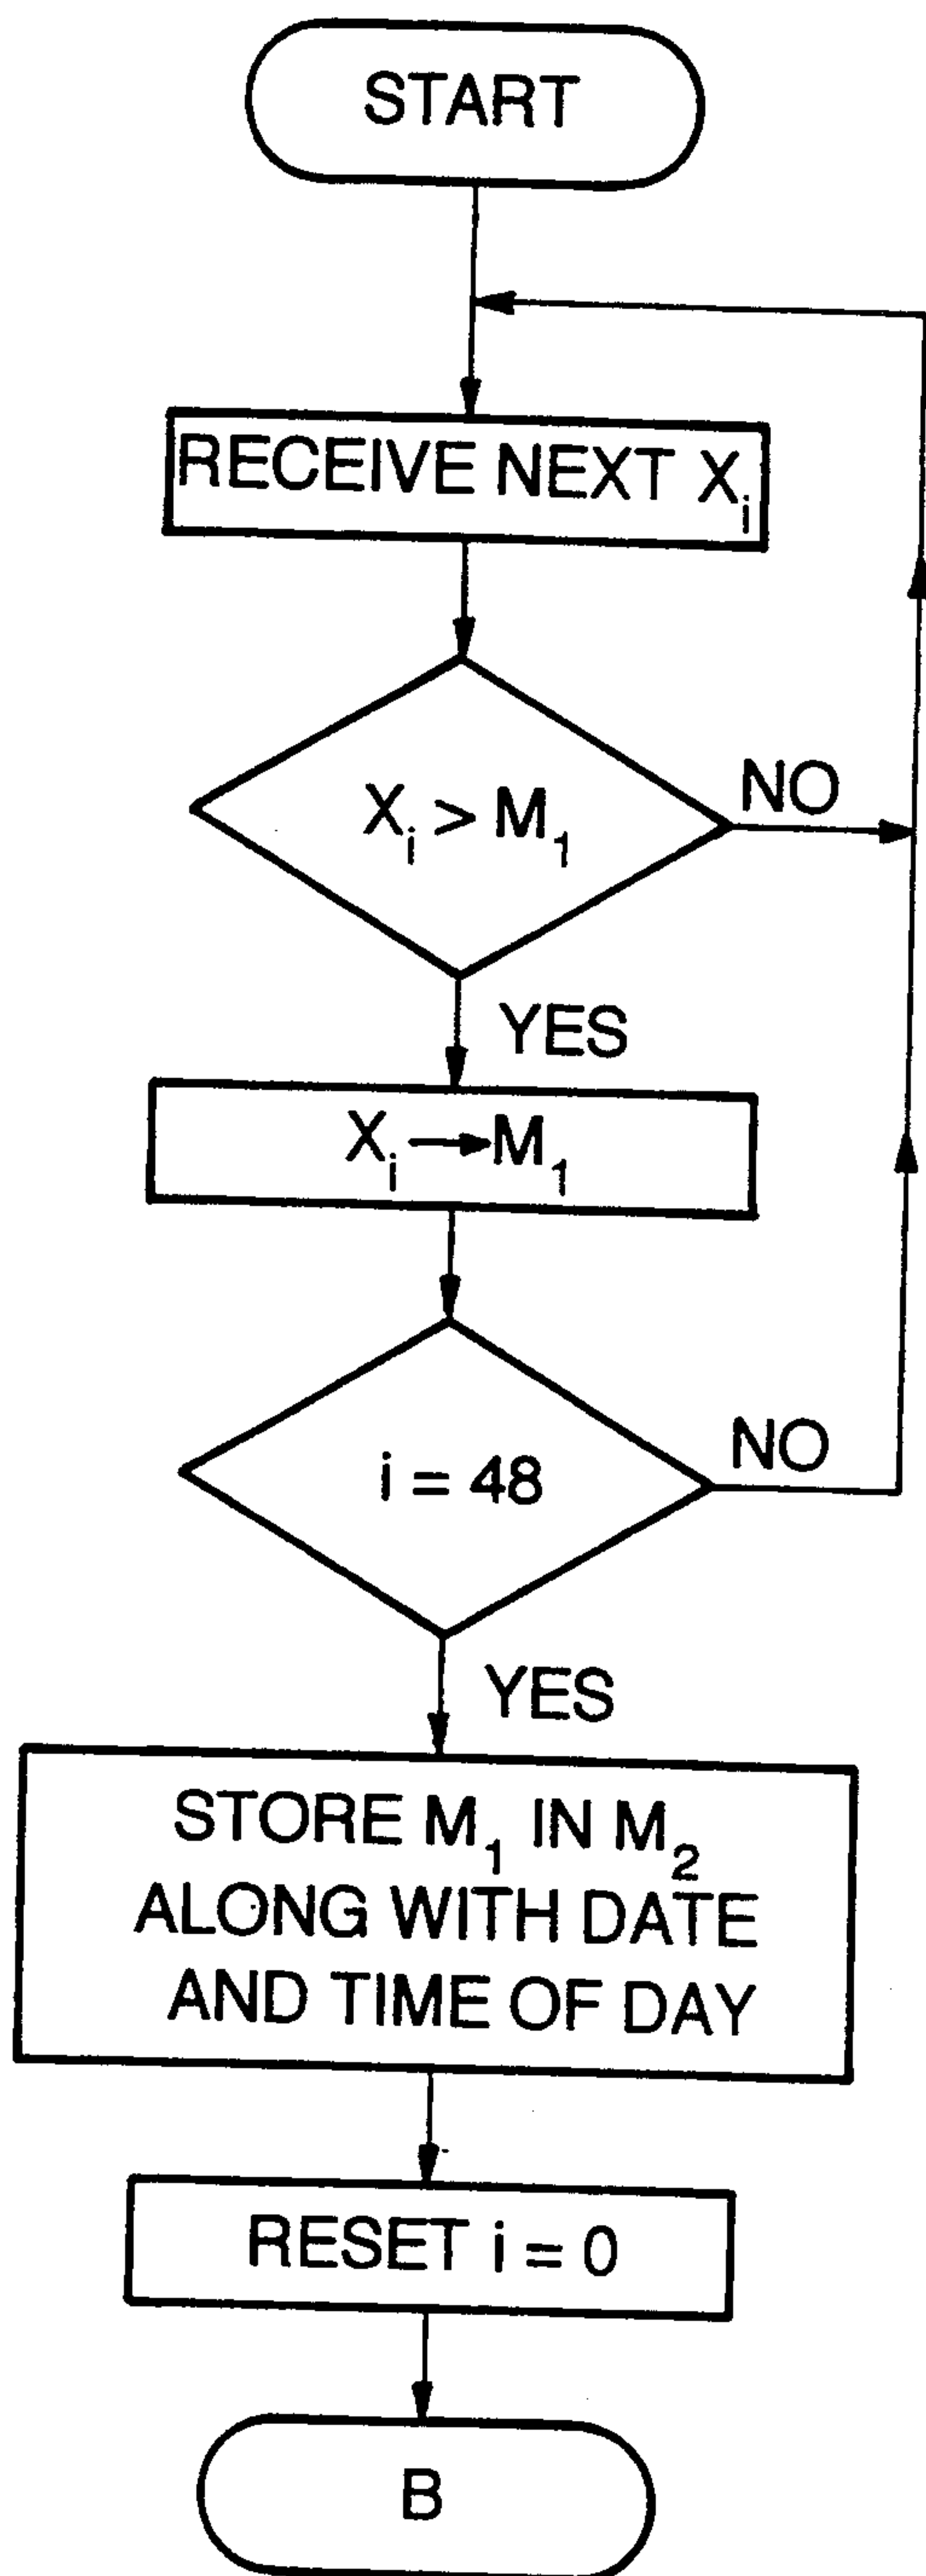 START
RECEIVE NEXT Xi
Xi > M1
NO
YES
Xi → M1
i = 48
NO
YES
STORE M1 IN M2
ALONG WITH DATE
AND TIME OF DAY
RESET i = 0
B